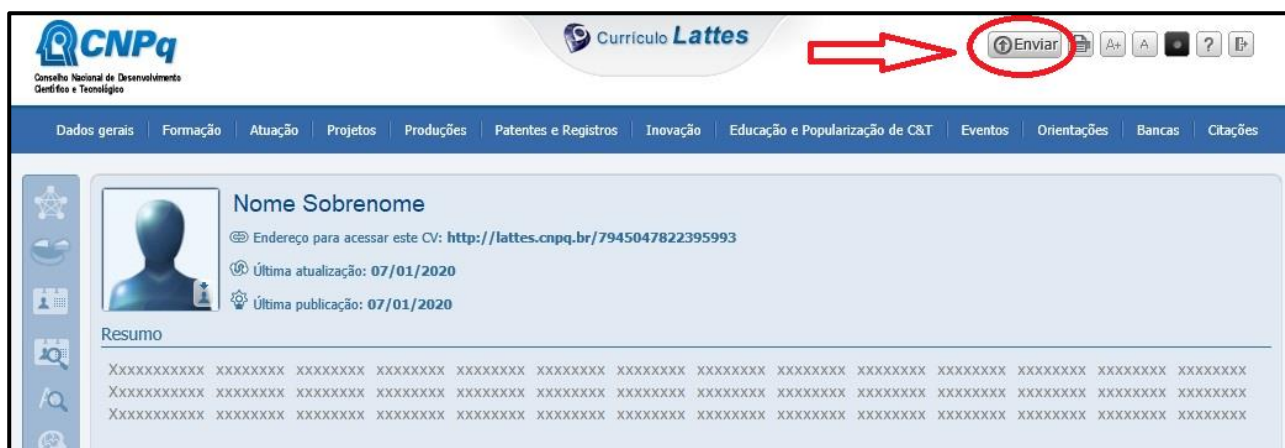 CNPq
Conselho Nacional de Desenvolvimento
Científico e Tecnológico
Currículo Lattes
Enviar A+ A ?
Dados gerais Formação Atuação Projetos Produções Patentes e Registros Inovação Educação e Popularização de C&T Eventos Orientações Bancas Citações
Nome Sobrenome
Endereço para acessar este CV: http://lattes.cnpq.br/7945047822395993
Última atualização: 07/01/2020
Última publicação: 07/01/2020
Resumo
Xxxxxxxxxxx xxxxxxxx xxxxxxxx xxxxxxxx xxxxxxxx xxxxxxxx xxxxxxxx xxxxxxxx xxxxxxxx xxxxxxxx xxxxxxxx xxxxxxxx xxxxxxxx xxxxxxxx
Xxxxxxxxxxx xxxxxxxx xxxxxxxx xxxxxxxx xxxxxxxx xxxxxxxx xxxxxxxx xxxxxxxx xxxxxxxx xxxxxxxx xxxxxxxx xxxxxxxx xxxxxxxx xxxxxxxx
Xxxxxxxxxxx xxxxxxxx xxxxxxxx xxxxxxxx xxxxxxxx xxxxxxxx xxxxxxxx xxxxxxxx xxxxxxxx xxxxxxxx xxxxxxxx xxxxxxxx xxxxxxxx xxxxxxxx